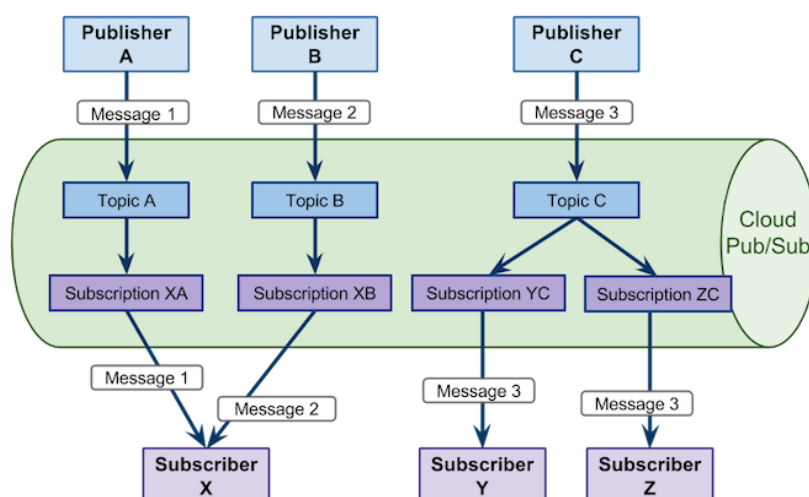 Publisher
A
Publisher
B
Publisher
C
Message 1
Message 2
Message 3
Topic A
Topic B
Topic C
Cloud
Pub/Sub
Subscription XA
Subscription XB
Subscription YC
Subscription ZC
Message 1
Message 2
Message 3
Message 3
Subscriber
X
Subscriber
Y
Subscriber
Z